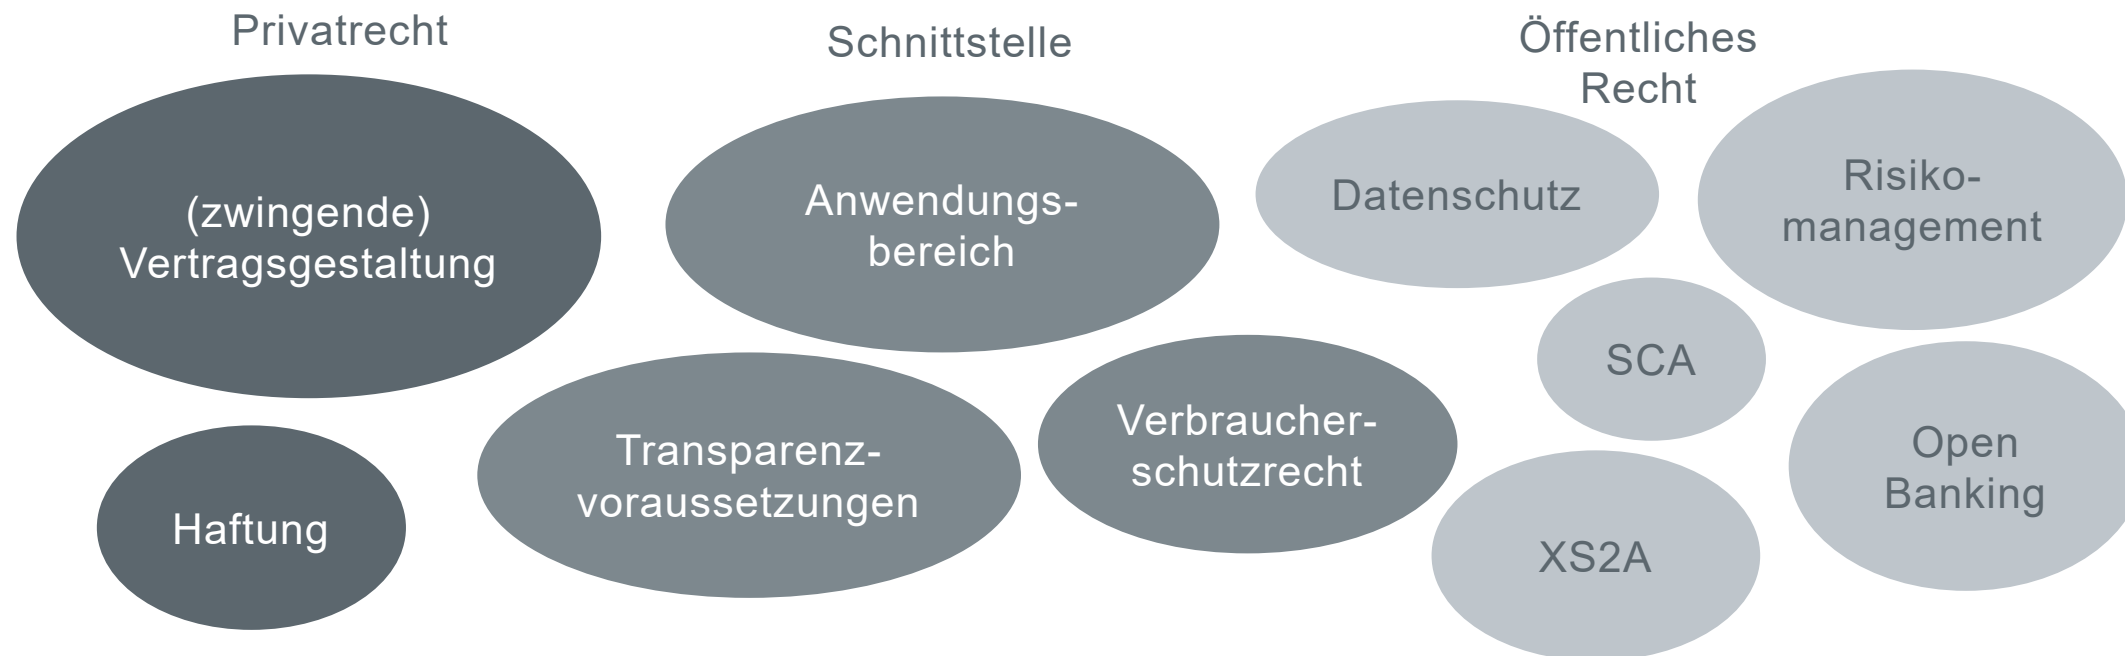 Privatrecht
(zwingende)
Vertragsgestaltung
Haftung
Schnittstelle
Anwendungs-
bereich
Transparenz-
voraussetzungen
Verbraucher-
schutzrecht
Öffentliches
Recht
Datenschutz
Risiko-
management
SCA
XS2A
Open
Banking